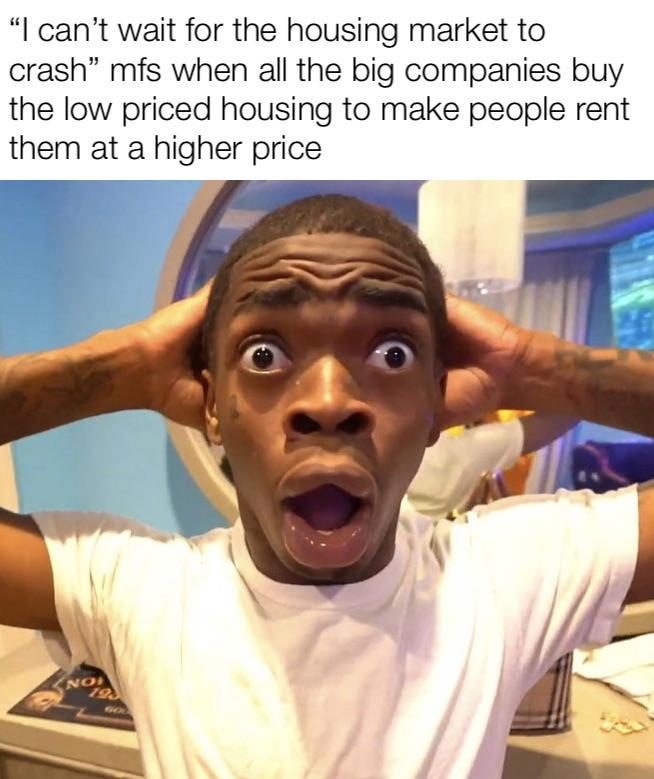 “I can’t wait for the housing market to
crash” mfs when all the big companies buy
the low priced housing to make people rent
them at a higher price
NO